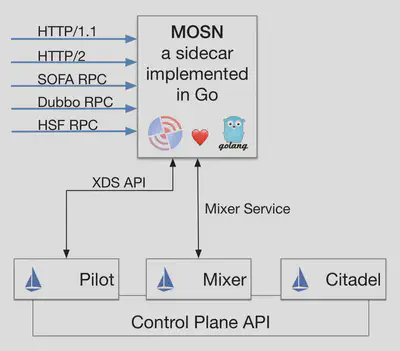 HTTP/1.1
HTTP/2
SOFA RPC
Dubbo RPC
HSF RPC
MOSN
a sidecar
implemented
in Go
golang
XDS API
Mixer Service
Pilot
Mixer
Citadel
Control Plane API